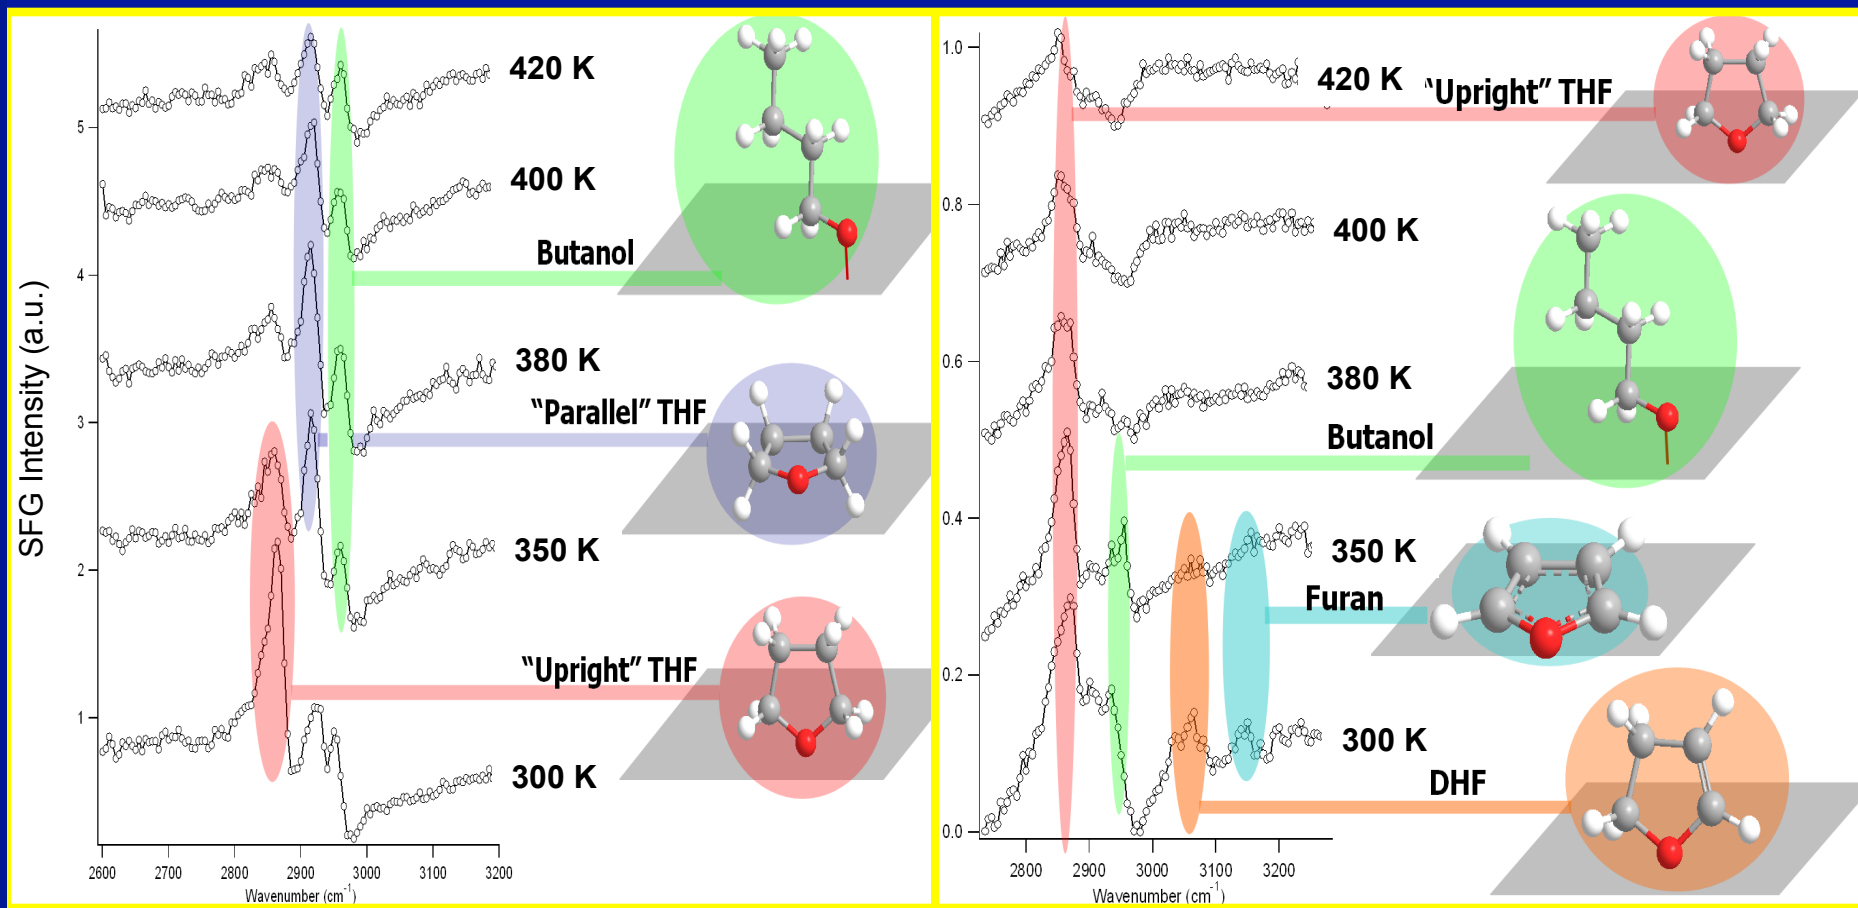 SFG Intensity (a.u.)
5
4
3
2
1
2600 2700 2800 2900 3000 3100 3200
Wavenumber (cm-1)
420 K
400 K
Butanol
380 K
“Parallel” THF
350 K
“Upright” THF
300 K
1.0
0.8
0.6
0.4
0.2
0.0
2800 2900 3000 3100 3200
Wavenumber (cm-1)
420 K
“Upright” THF
400 K
380 K
Butanol
350 K
Furan
300 K
DHF